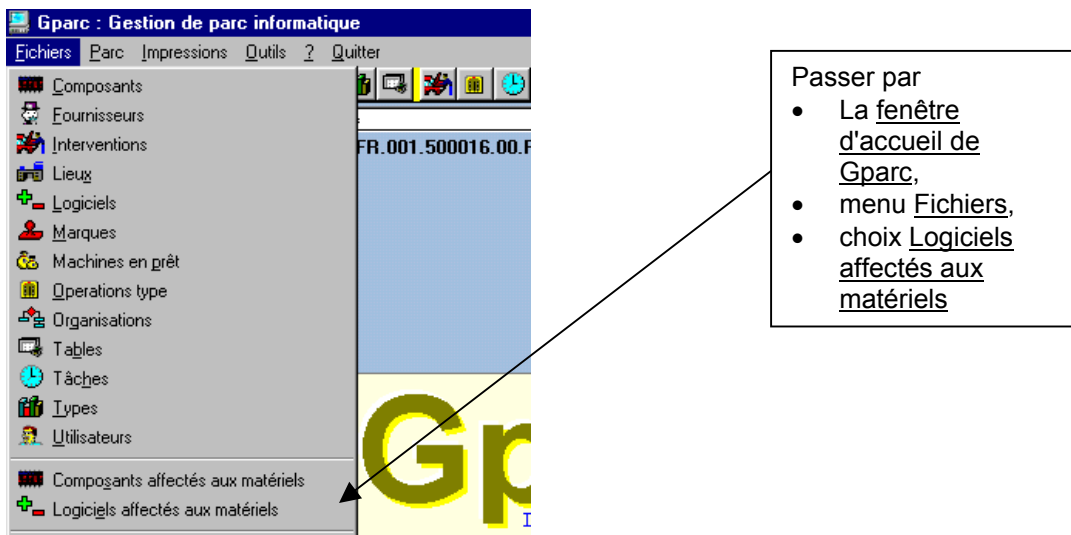 Gparc : Gestion de parc informatique
Fichiers Parc Impressions Outils ? Quitter
Composants
Fournisseurs
Interventions
FR.001.500016.00.
Lieux
Logiciels
Marques
Machines en prêt
Operations type
Organisations
Tables
Tâches
Types
Utilisateurs
Composants affectés aux matériels
Logiciels affectés aux matériels
Gp
Passer par
• La fenêtre
d'accueil de
Gparc,
• menu Fichiers,
• choix Logiciels
affectés aux
matériels